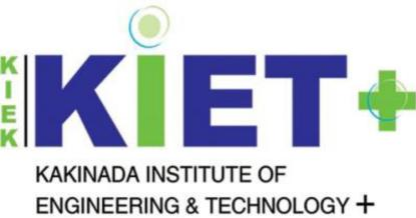 KIEK
KiET+
KAKINADA INSTITUTE OF
ENGINEERING & TECHNOLOGY +